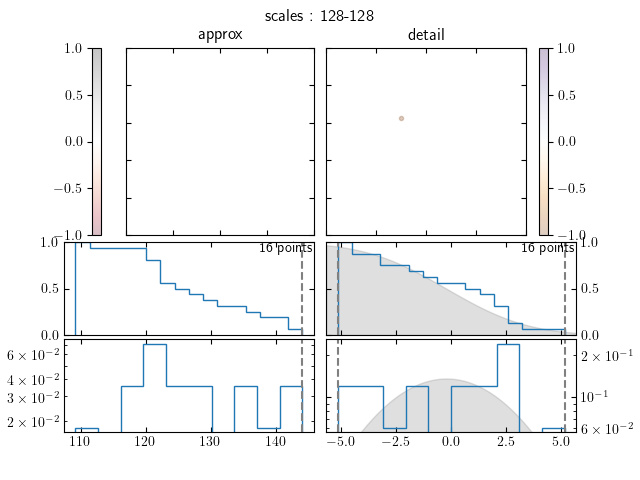 scales : 128-128
approx detail
1.0 1.0
0.5 0.5
0.0 0.0
−0.5 −0.5
−1.0 −1.0
1.0 16 points 16 points 1.0
0.5 0.5
0.0 0.0
6 × 10⁻² 2 × 10⁻¹
4 × 10⁻²
3 × 10⁻² 10⁻¹
2 × 10⁻² 6 × 10⁻²
110 120 130 140 −5.0 −2.5 0.0 2.5 5.0